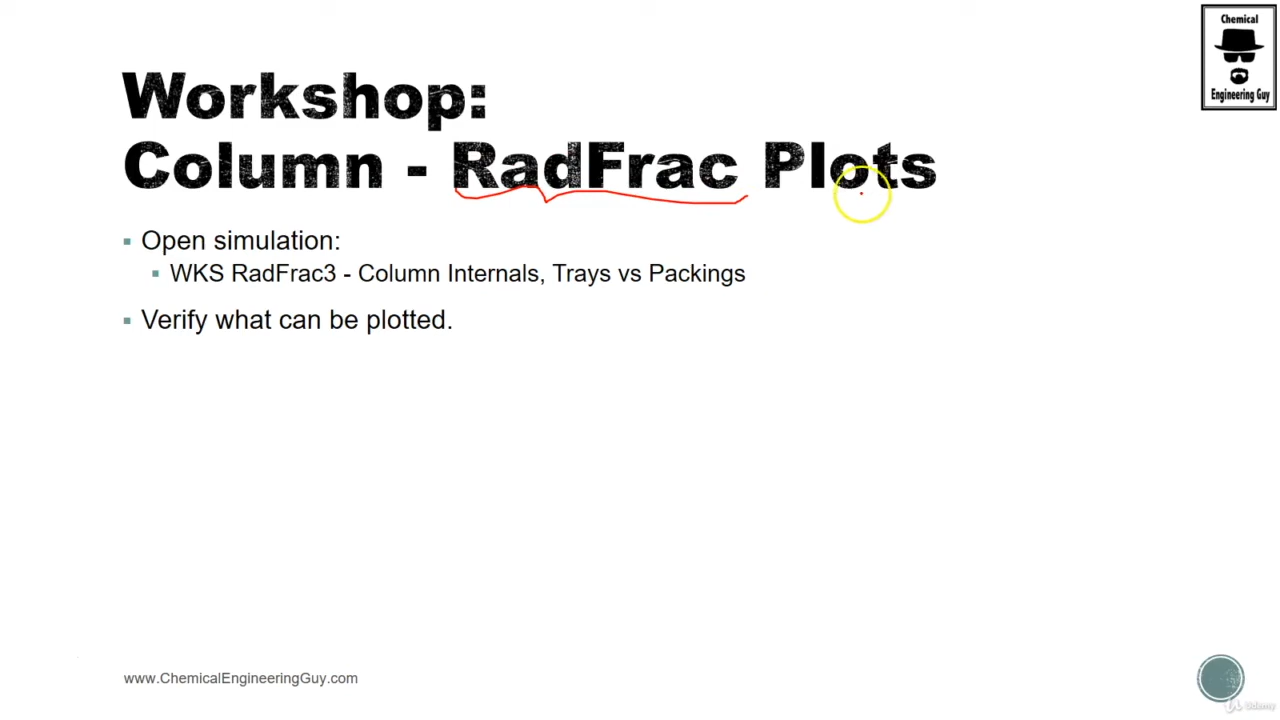 Chemical
Engineering Guy
Workshop:
Column - RadFrac Plots
Open simulation:
WKS RadFrac3 - Column Internals, Trays vs Packings
Verify what can be plotted.
www.ChemicalEngineeringGuy.com
Udemy